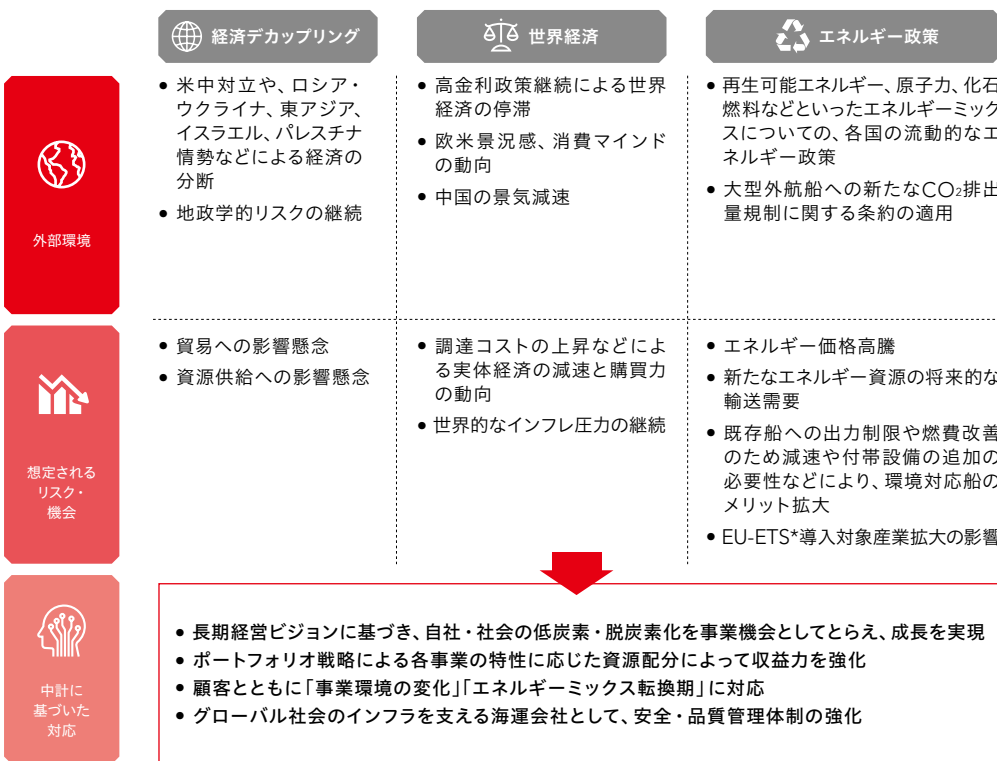 経済デカップリング
世界経済
エネルギー政策
外部環境
• 米中対立や、ロシア・
ウクライナ、東アジア、
イスラエル、パレスチナ
情勢などによる経済の
分断
• 地政学的リスクの継続
• 高金利政策継続による世界
経済の停滞
• 欧米景況感、消費マインド
の動向
• 中国の景気減速
• 再生可能エネルギー、原子力、化石
燃料などといったエネルギーミック
スについての、各国の流動的なエ
ネルギー政策
• 大型外航船への新たなCO₂排出
量規制に関する条約の適用
想定される
リスク・
機会
• 貿易への影響懸念
• 資源供給への影響懸念
• 調達コストの上昇などによ
る実体経済の減速と購買力
の動向
• 世界的なインフレ圧力の継続
• エネルギー価格高騰
• 新たなエネルギー資源の将来的な
輸送需要
• 既存船への出力制限や燃費改善
のため減速や付帯設備の追加の
必要性などにより、環境対応船の
メリット拡大
• EU-ETS*導入対象産業拡大の影響
中計に
基づいた
対応
• 長期経営ビジョンに基づき、自社・社会の低炭素・脱炭素化を事業機会としてとらえ、成長を実現
• ポートフォリオ戦略による各事業の特性に応じた資源配分によって収益力を強化
• 顧客とともに「事業環境の変化」「エネルギーミックス転換期」に対応
• グローバル社会のインフラを支える海運会社として、安全・品質管理体制の強化